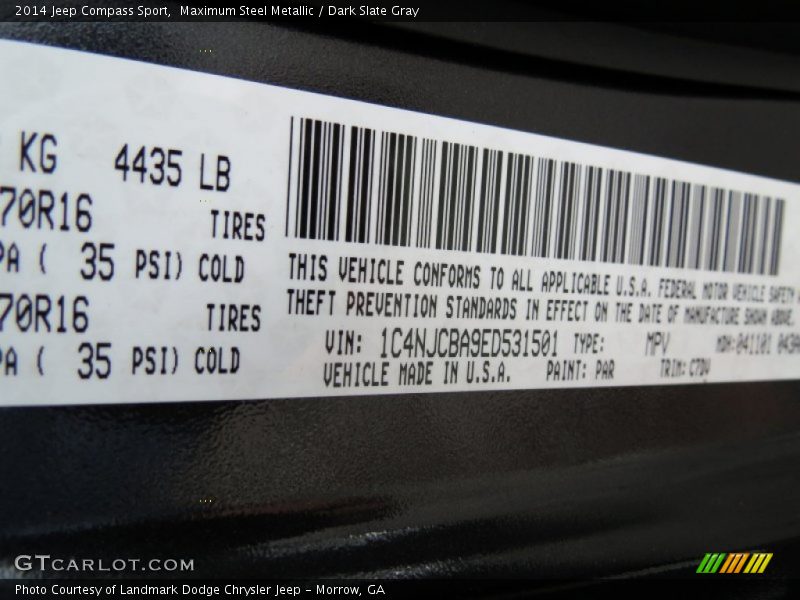 2014 Jeep Compass Sport,  Maximum Steel Metallic / Dark Slate Gray
KG 4435 LB
70R16 TIRES
PA ( 35 PSI) COLD
70R16 TIRES
PA ( 35 PSI) COLD
THIS VEHICLE CONFORMS TO ALL APPLICABLE U.S.A. FEDERAL MOTOR VEHICLE SAFETY
THEFT PREVENTION STANDARDS IN EFFECT ON THE DATE OF MANUFACTURE SHOWN ABOVE.
VIN: 1C4NJCBA9ED531501 TYPE: MPV MDH:041101
VEHICLE MADE IN U.S.A. PAINT: PAR TRIM:
GTCARLOT.COM
Photo Courtesy of Landmark Dodge Chrysler Jeep - Morrow, GA